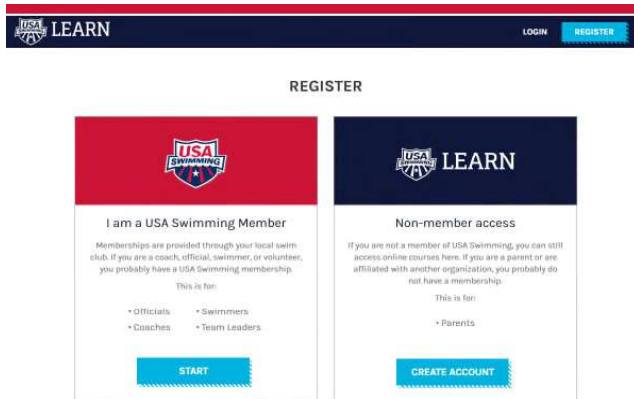 USA LEARN
LOGIN REGISTER
REGISTER
USA
SWIMMING
USA LEARN
I am a USA Swimming Member
Memberships are provided through your local swim
club. If you are a coach, official, swimmer, or volunteer,
you probably have a USA Swimming membership.
This is for:
• Officials
• Swimmers
• Coaches
• Team Leaders
START
Non-member access
If you are not a member of USA Swimming, you can still
access online courses here. If you are a parent or are
affiliated with another organization, you probably do
not have a membership.
This is for:
• Parents
CREATE ACCOUNT